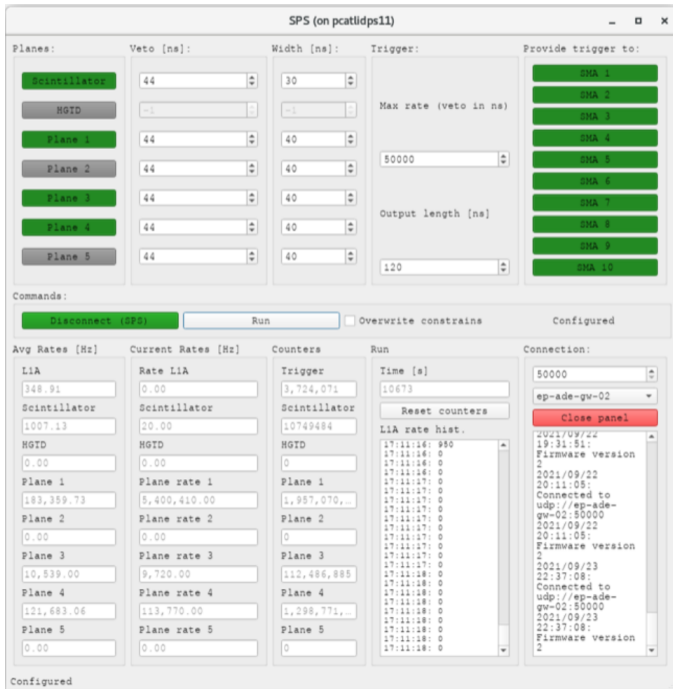 SPS (on pcatlidps11)
Planes:
Scintillator
HGTD
Plane 1
Plane 2
Plane 3
Plane 4
Plane 5
Veto [ns]:
44
-1
44
44
44
44
44
Width [ns]:
30
-1
40
40
40
40
40
Trigger:
Max rate (veto in ns)
50000
Output length [ns]
120
Provide trigger to:
SMA 1
SMA 2
SMA 3
SMA 4
SMA 5
SMA 6
SMA 7
SMA 8
SMA 9
SMA 10
Commands:
Disconnect (SPS)
Run
Overwrite constrains
Configured
Avg Rates [Hz]
L1A
348.91
Scintillator
1007.13
HGTD
0.00
Plane 1
183,359.73
Plane 2
0.00
Plane 3
10,539.00
Plane 4
121,683.06
Plane 5
0.00
Current Rates [Hz]
Rate L1A
0.00
Scintillator
20.00
HGTD
0.00
Plane rate 1
5,400,410.00
Plane rate 2
0.00
Plane rate 3
9,720.00
Plane rate 4
113,770.00
Plane rate 5
0.00
Counters
Trigger
3,724,071
Scintillator
10749484
HGTD
0
Plane 1
1,957,070,...
Plane 2
0
Plane 3
112,486,885
Plane 4
1,298,771,...
Plane 5
0
Run
Time [s]
10673
Reset counters
L1A rate hist.
17:11:16: 950
17:11:16: 0
17:11:16: 0
17:11:16: 0
17:11:17: 0
17:11:17: 0
17:11:17: 0
17:11:17: 0
17:11:17: 0
17:11:17: 0
17:11:17: 0
17:11:17: 0
17:11:17: 0
17:11:17: 0
17:11:18: 0
17:11:18: 0
17:11:18: 0
17:11:18: 0
17:11:18: 0
17:11:18: 0
17:11:18: 0
17:11:18: 0
17:11:18: 0
17:11:18: 0
Connection:
50000
ep-ade-gw-02
Close panel
2021/09/22
19:31:51:
Firmware version
2
2021/09/22
20:11:05:
Connected to
udp://ep-ade-
gw-02:50000
2021/09/22
20:11:05:
Firmware version
2
2021/09/23
22:37:08:
Connected to
udp://ep-ade-
gw-02:50000
2021/09/23
22:37:08:
Firmware version
2
Configured